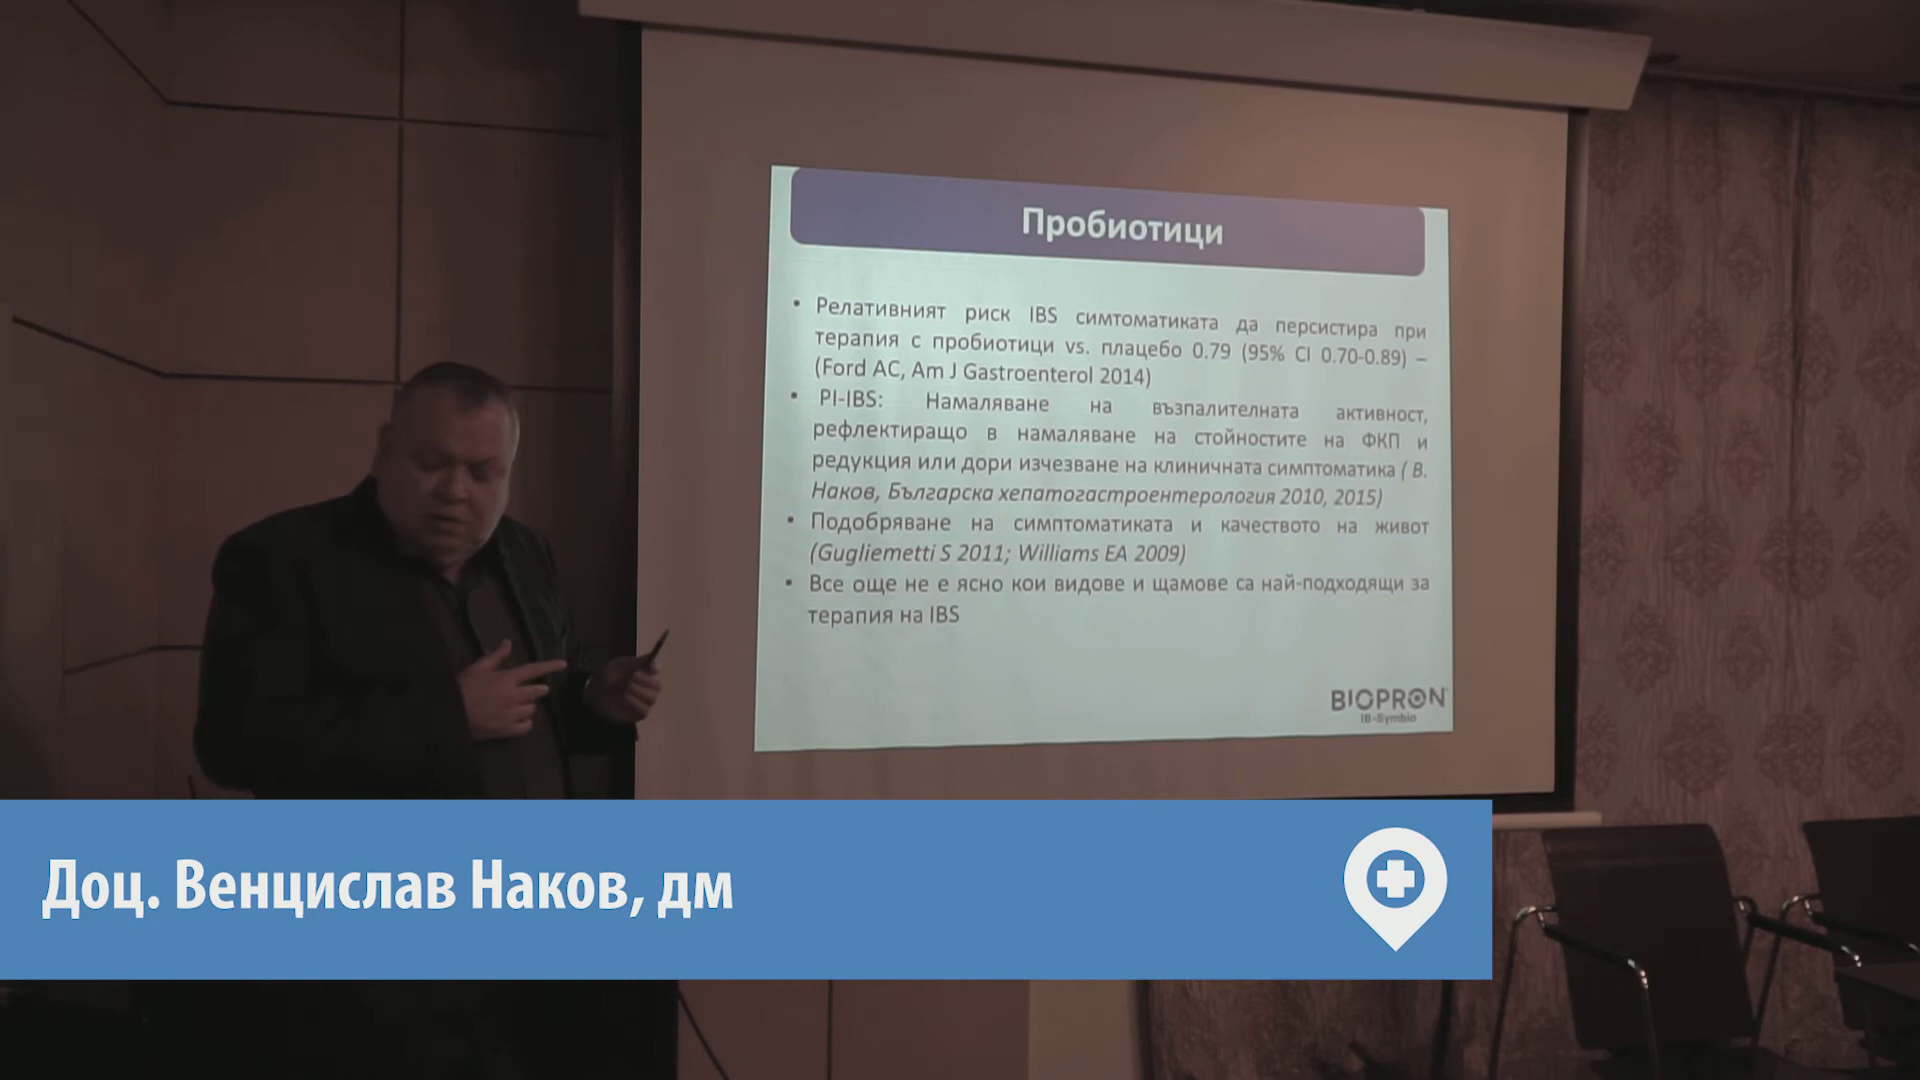 Пробиотици
• Релативният риск IBS симтоматиката да персистира при
терапия с пробиотици vs. плацебо 0.79 (95% CI 0.70-0.89) –
(Ford AC, Am J Gastroenterol 2014)
• PI-IBS: Намаляване на възпалителната активност,
рефлектиращо в намаляване на стойностите на ФКП и
редукция или дори изчезване на клиничната симптоматика ( В.
Наков, Българска хепатогастроентерология 2010, 2015)
• Подобряване на симптоматиката и качеството на живот
(Gugliemetti S 2011; Williams EA 2009)
• Все още не е ясно кои видове и щамове са най-подходящи за
терапия на IBS
BIOPRON
IB-Symbio
Доц. Венцислав Наков, дм